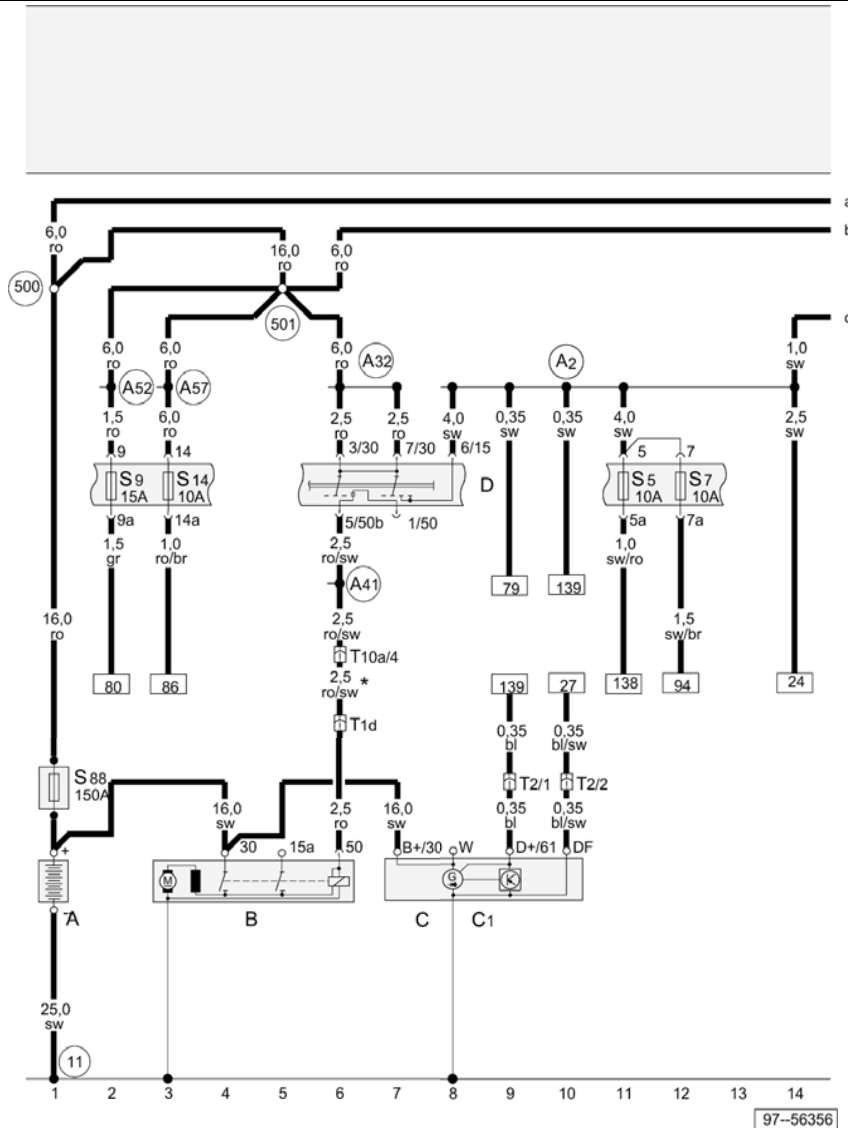 a
b
6,0
ro
16,0
ro
6,0
ro
500
501
6,0
ro
6,0
ro
6,0
ro
1,0
sw
A32
A2
A52
A57
1,5
ro
6,0
ro
2,5
ro
2,5
ro
4,0
sw
0,35
sw
0,35
sw
4,0
sw
2,5
sw
9
14
3/30
7/30
6/15
5
7
S9
15A
S14
10A
D
S5
10A
S7
10A
9a
14a
5/50b
1/50
5a
7a
1,5
gr
1,0
ro/br
2,5
ro/sw
1,0
sw/ro
A41
79
139
16,0
ro
2,5
ro/sw
1,5
sw/br
T10a/4
80
86
2,5
ro/sw *
139
27
138
94
24
T1d
0,35
bl
0,35
bl/sw
S88
150A
T2/1
T2/2
16,0
sw
2,5
ro
16,0
sw
0,35
bl
0,35
bl/sw
+
30
15a
50
B+/30
W
D+/61
DF
M
G
K
-
A
B
C
C1
25,0
sw
11
1 2 3 4 5 6 7 8 9 10 11 12 13 14
97--56356